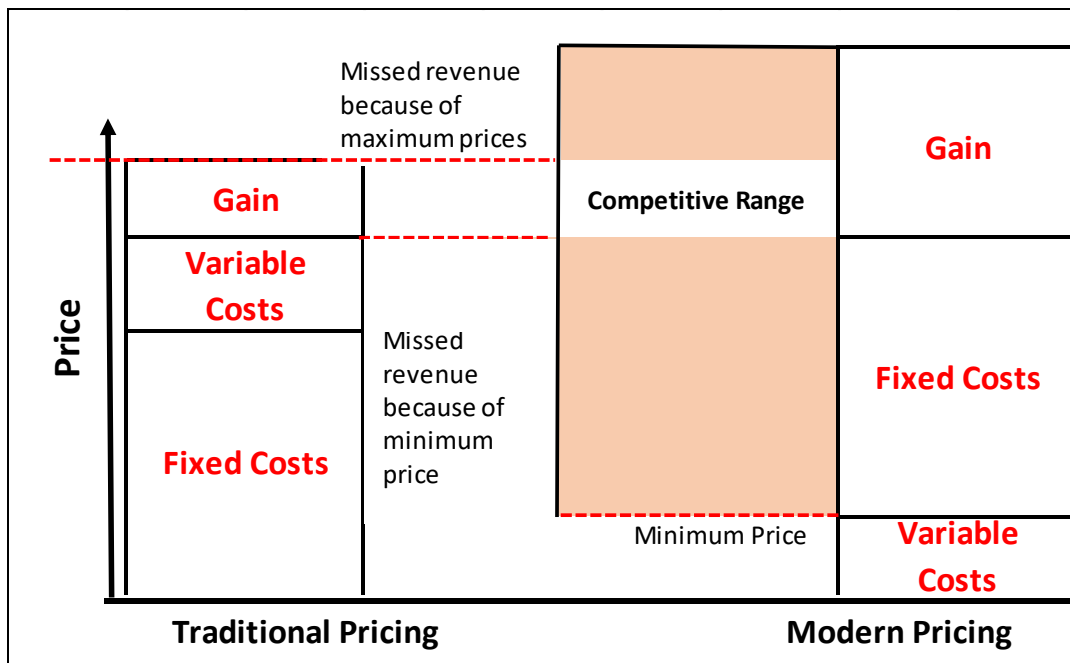 Missed revenue
because of
maximum prices
Gain
Gain
Competitive Range
Variable
Costs
Price
Missed
revenue
because of
minimum
price
Fixed Costs
Fixed Costs
Minimum Price
Variable
Costs
Traditional Pricing
Modern Pricing